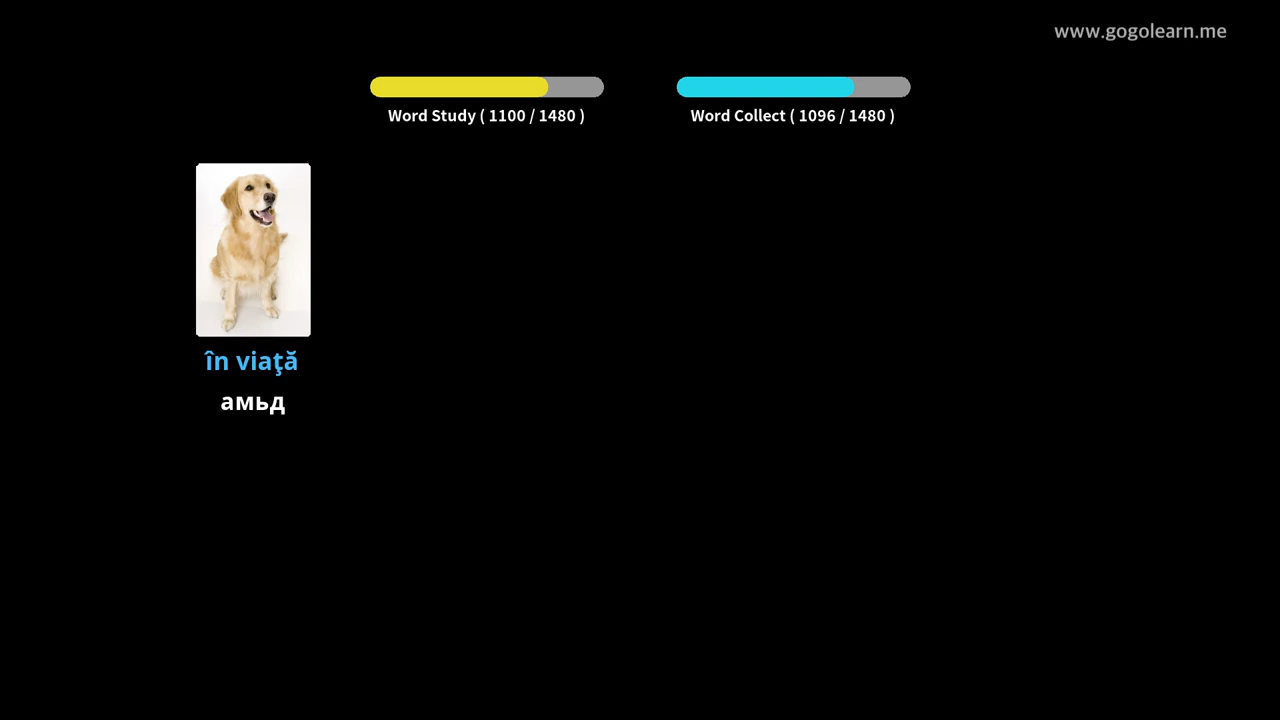 www.gogolearn.me
Word Study ( 1100 / 1480 )
Word Collect ( 1096 / 1480 )
în viaţă
амьд